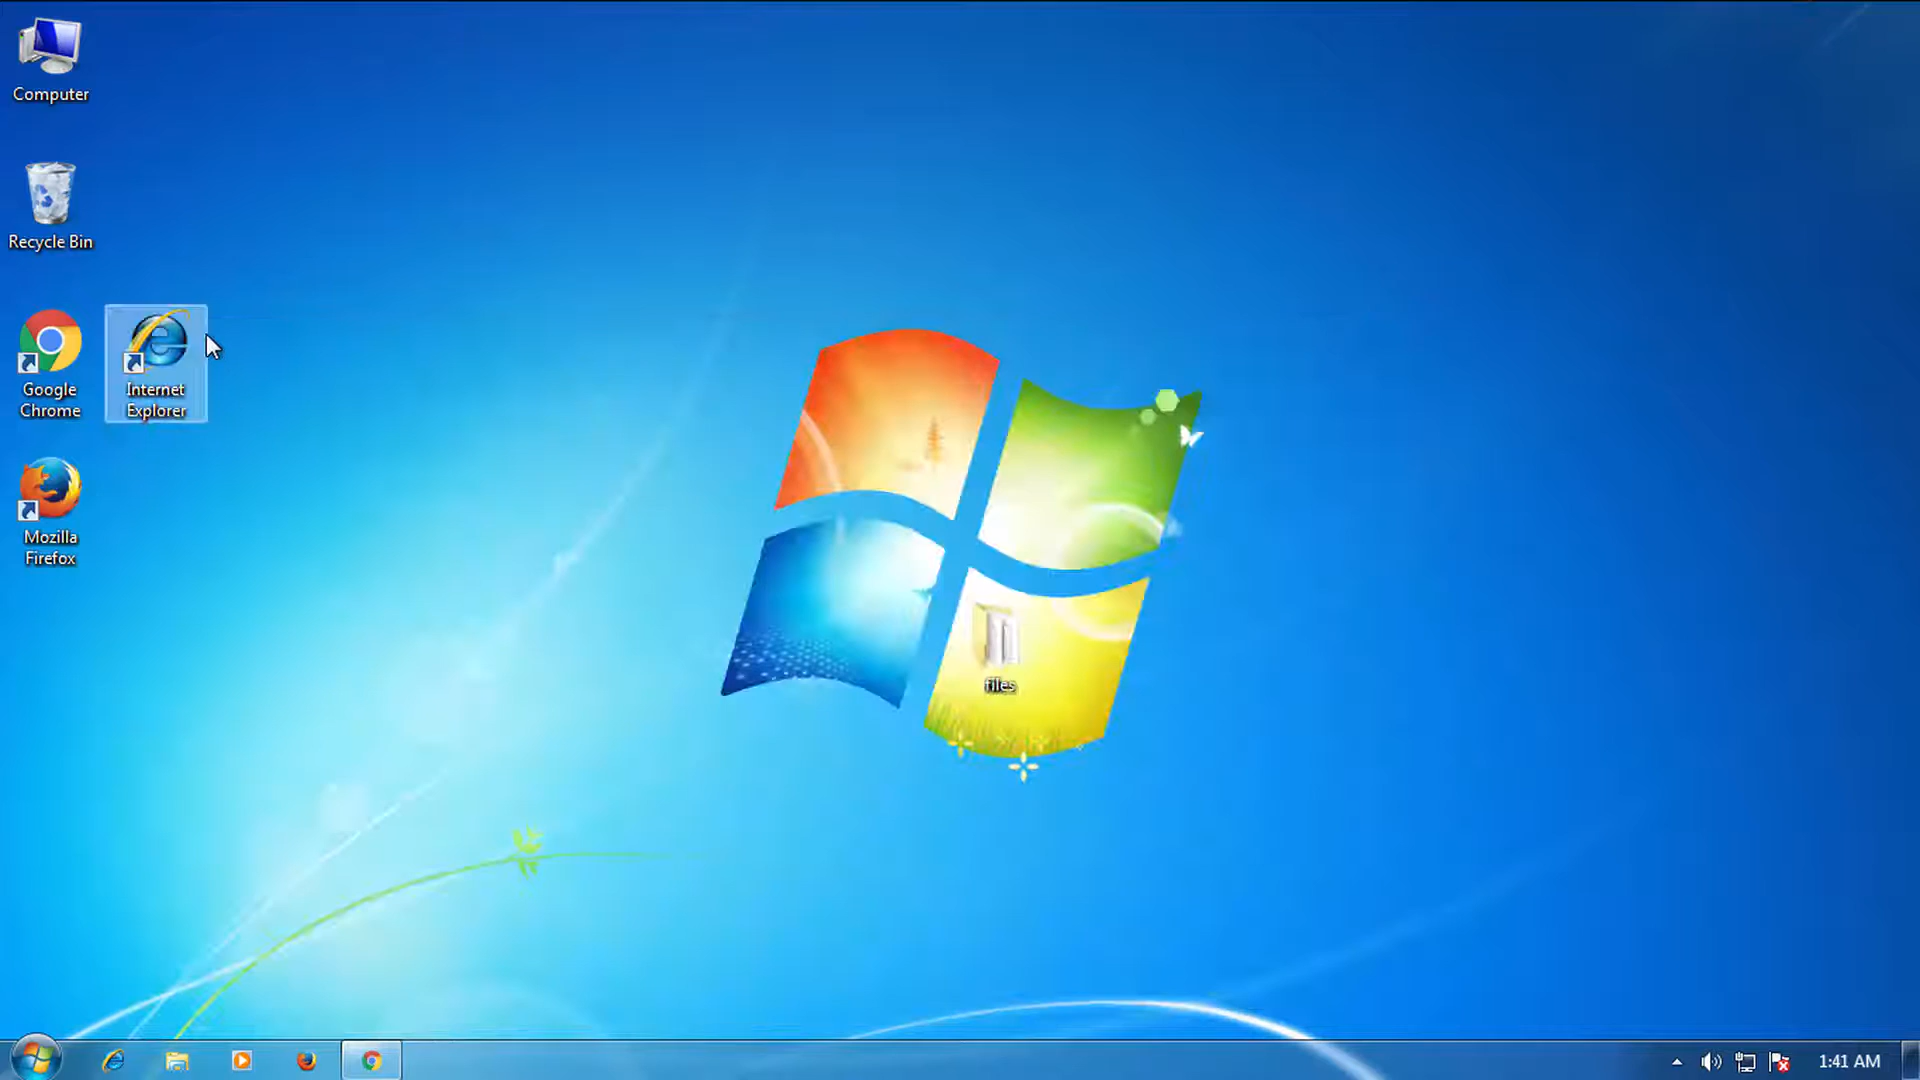 Computer
Recycle Bin
Google
Chrome
Internet
Explorer
Mozilla
Firefox
files
1:41 AM